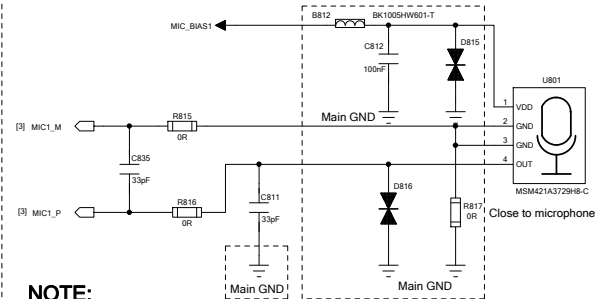 B812 BK1005HW601-T
MIC_BIAS1
C812
100nF
D815
U801
1 VDD
2 GND
3 GND
4 OUT
MSM421A3729H8-C
Close to microphone
Main GND
[3] MIC1_M
R815
0R
C835
33pF
[3] MIC1_P
R816
0R
C811
33pF
D816
R817
0R
Main GND
Main GND
NOTE: